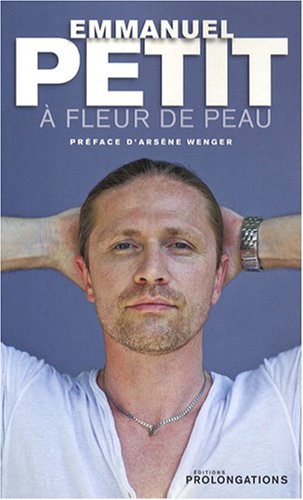 EMMANUEL
PETIT
À FLEUR DE PEAU
PRÉFACE D'ARSÈNE WENGER
ÉDITIONS
PROLONGATIONS